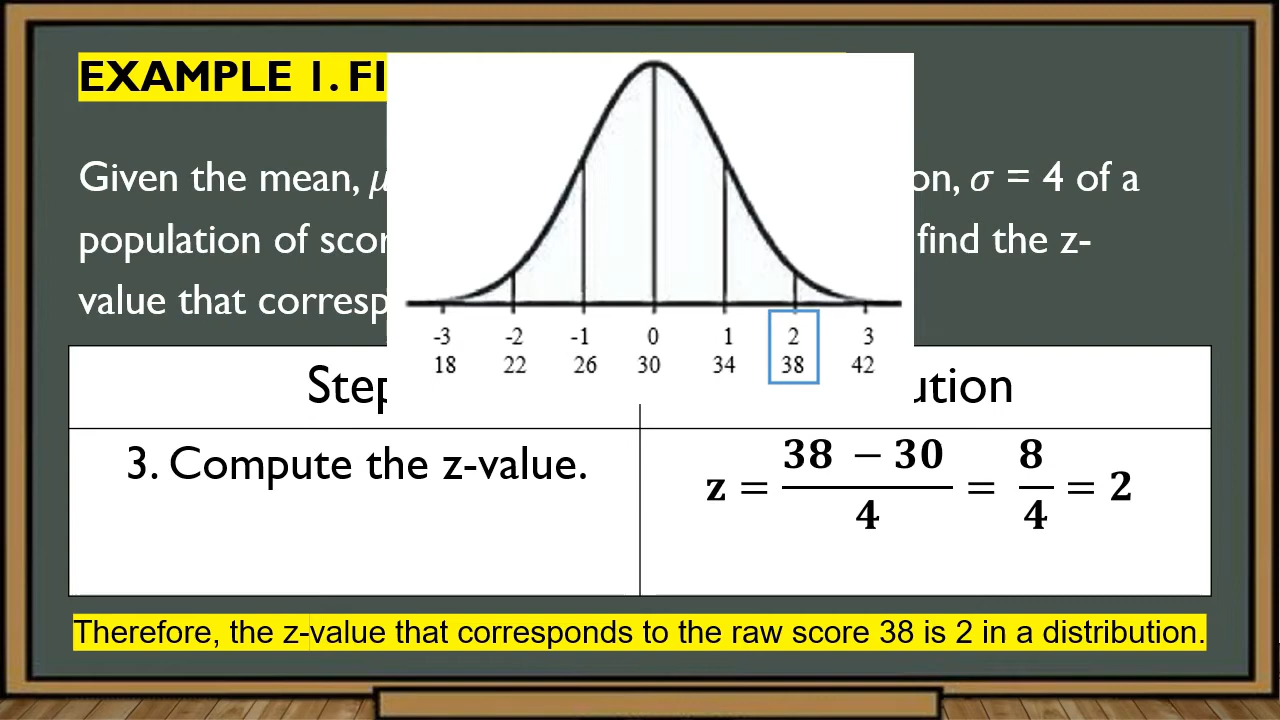 EXAMPLE 1. FI
Given the mean, μ on, σ = 4 of a
population of scor find the z-
value that corresp
-3 -2 -1 0 1 2 3
18 22 26 30 34 38 42
Step ution
3. Compute the z-value.
z = 38 − 30 / 4 = 8 / 4 = 2
Therefore, the z-value that corresponds to the raw score 38 is 2 in a distribution.